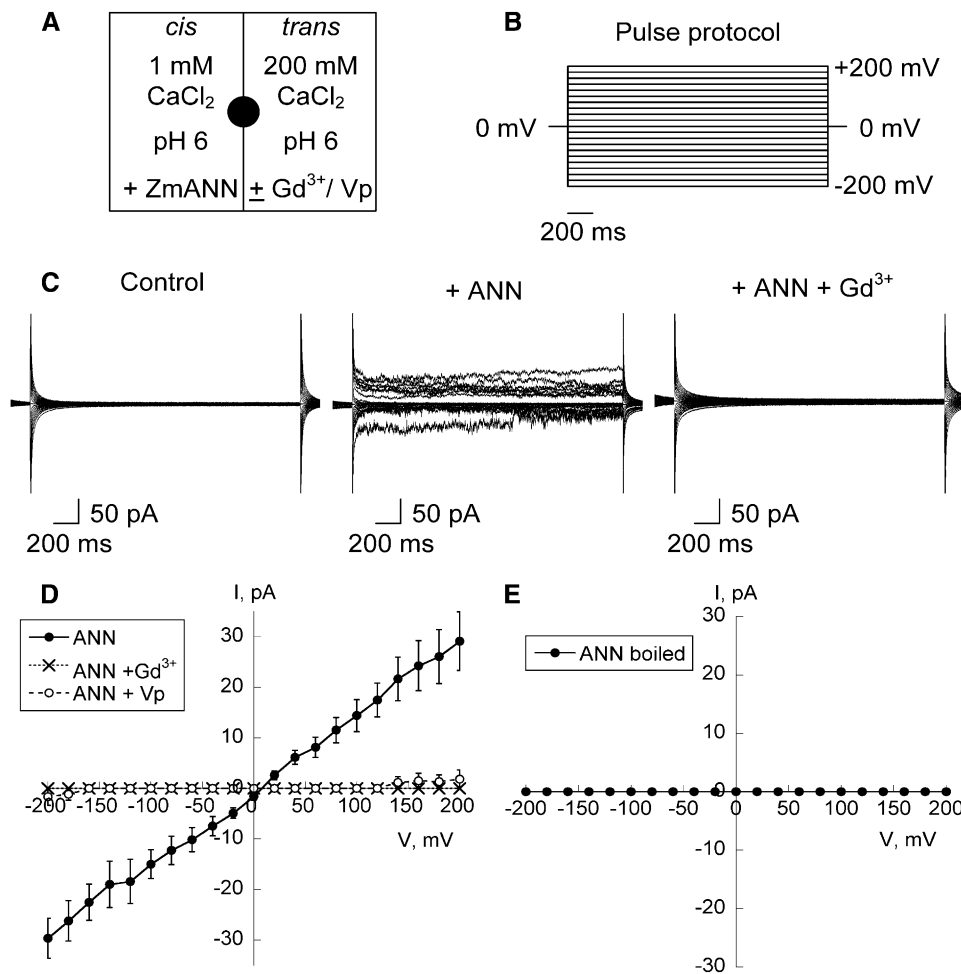 A
cis
trans
1 mM
CaCl₂
200 mM
CaCl₂
pH 6
pH 6
+ ZmANN
± Gd³⁺/ Vp
B
Pulse protocol
+200 mV
0 mV
0 mV
-200 mV
200 ms
C
Control
+ ANN
+ ANN + Gd³⁺
50 pA
200 ms
50 pA
200 ms
50 pA
200 ms
D
I, pA
ANN
ANN +Gd³⁺
ANN + Vp
30
20
10
0
-10
-20
-30
-200 -150 -100 -50 0 50 100 150 200
V, mV
E
I, pA
ANN boiled
30
20
10
0
-10
-20
-30
-200 -150 -100 -50 0 50 100 150 200
V, mV